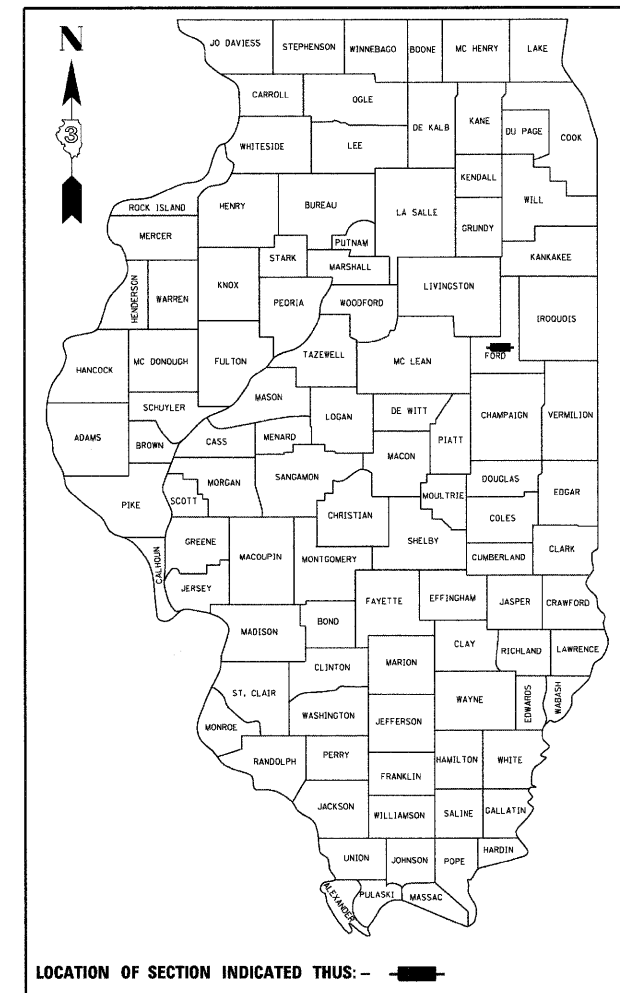 N
3
JO DAVIESS STEPHENSON WINNEBAGO BOONE MC HENRY LAKE
CARROLL OGLE DE KALB KANE DU PAGE COOK
WHITESIDE LEE KENDALL WILL
ROCK ISLAND HENRY BUREAU LA SALLE GRUNDY
MERCER PUTNAM KANKAKEE
HENDERSON WARREN KNOX STARK MARSHALL LIVINGSTON
PEORIA WOODFORD IROQUOIS
HANCOCK MC DONOUGH FULTON TAZEWELL MC LEAN FORD
SCHUYLER MASON LOGAN DE WITT CHAMPAIGN VERMILION
ADAMS BROWN CASS MENARD MACON PIATT
PIKE SCOTT MORGAN SANGAMON MOULTRIE DOUGLAS EDGAR
CHRISTIAN COLES
CALHOUN GREENE MACOUPIN MONTGOMERY SHELBY CUMBERLAND CLARK
JERSEY FAYETTE EFFINGHAM JASPER CRAWFORD
MADISON BOND CLAY RICHLAND LAWRENCE
CLINTON MARION
ST. CLAIR WAYNE EDWARDS WABASH
MONROE WASHINGTON JEFFERSON
RANDOLPH PERRY HAMILTON WHITE
FRANKLIN
JACKSON WILLIAMSON SALINE GALLATIN
UNION JOHNSON POPE HARDIN
ALEXANDER PULASKI MASSAC
LOCATION OF SECTION INDICATED THUS: -